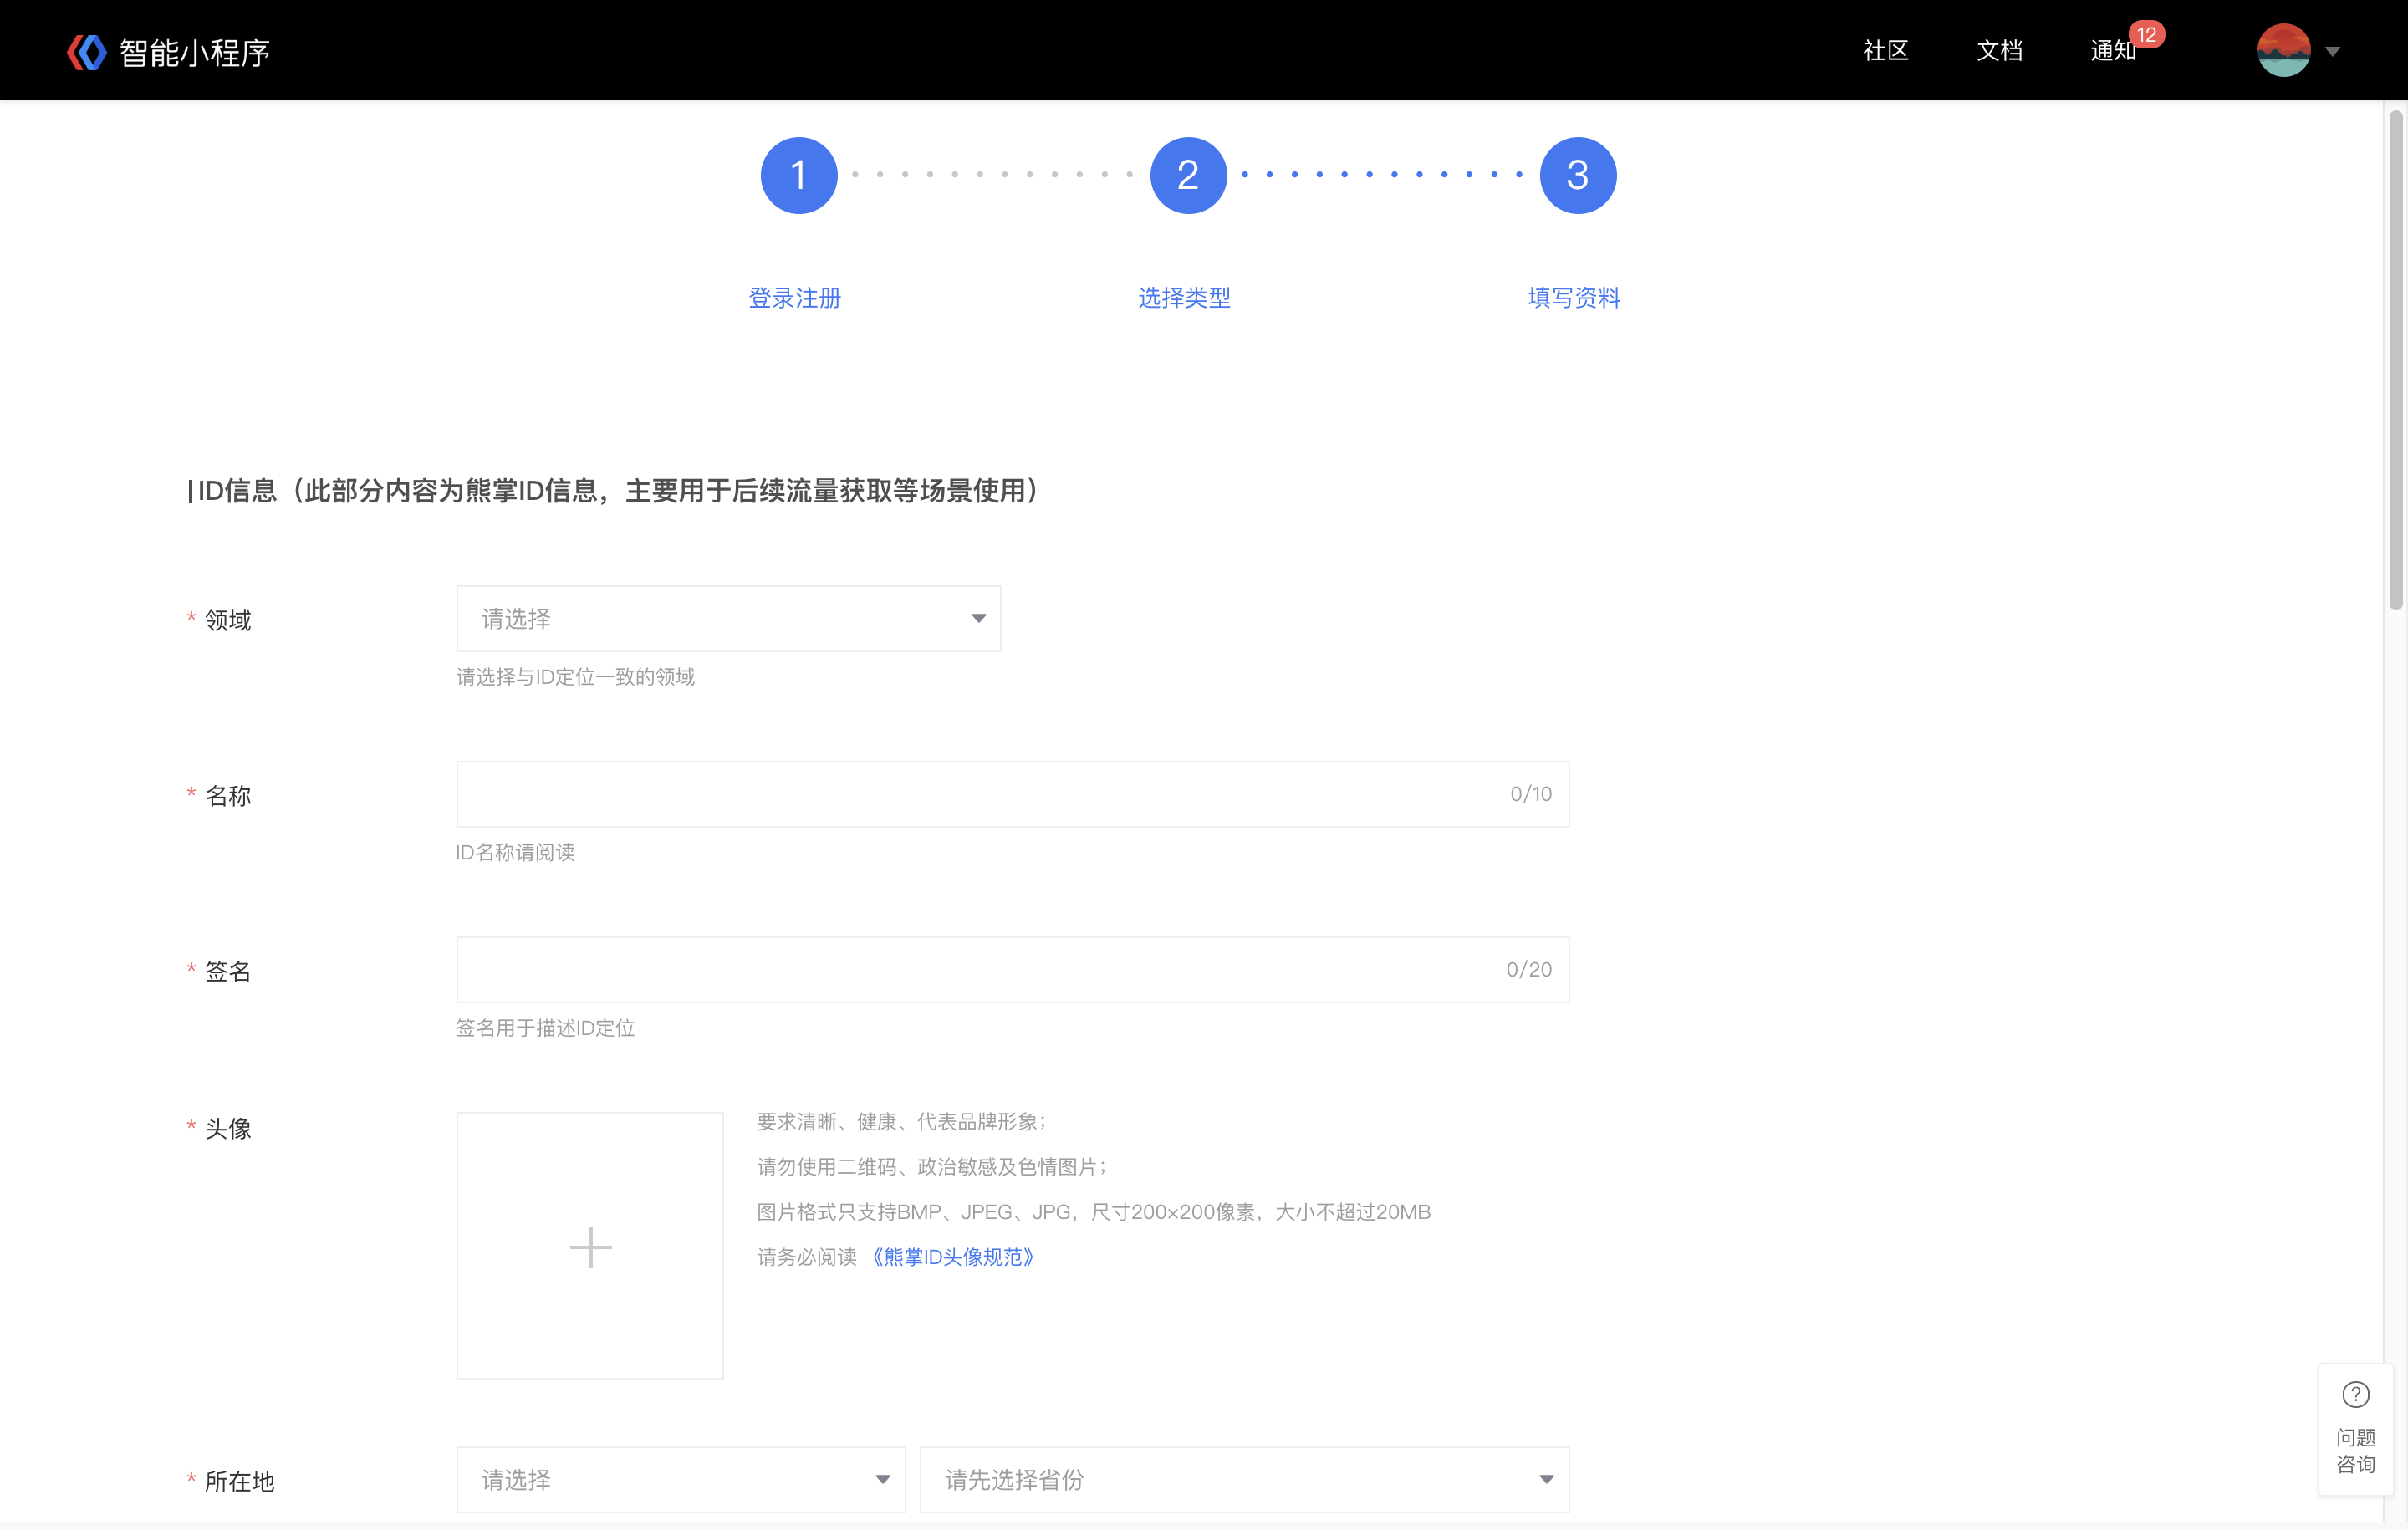 智能小程序
社区 文档 通知 12
1 2 3
登录注册 选择类型 填写资料
ID信息（此部分内容为熊掌ID信息，主要用于后续流量获取等场景使用）
* 领域 请选择
请选择与ID定位一致的领域
* 名称 0/10
ID名称请阅读
* 签名 0/20
签名用于描述ID定位
* 头像
要求清晰、健康、代表品牌形象；
请勿使用二维码、政治敏感及色情图片；
图片格式只支持BMP、JPEG、JPG，尺寸200×200像素，大小不超过20MB
请务必阅读 《熊掌ID头像规范》
* 所在地 请选择 请先选择省份
?
问题
咨询